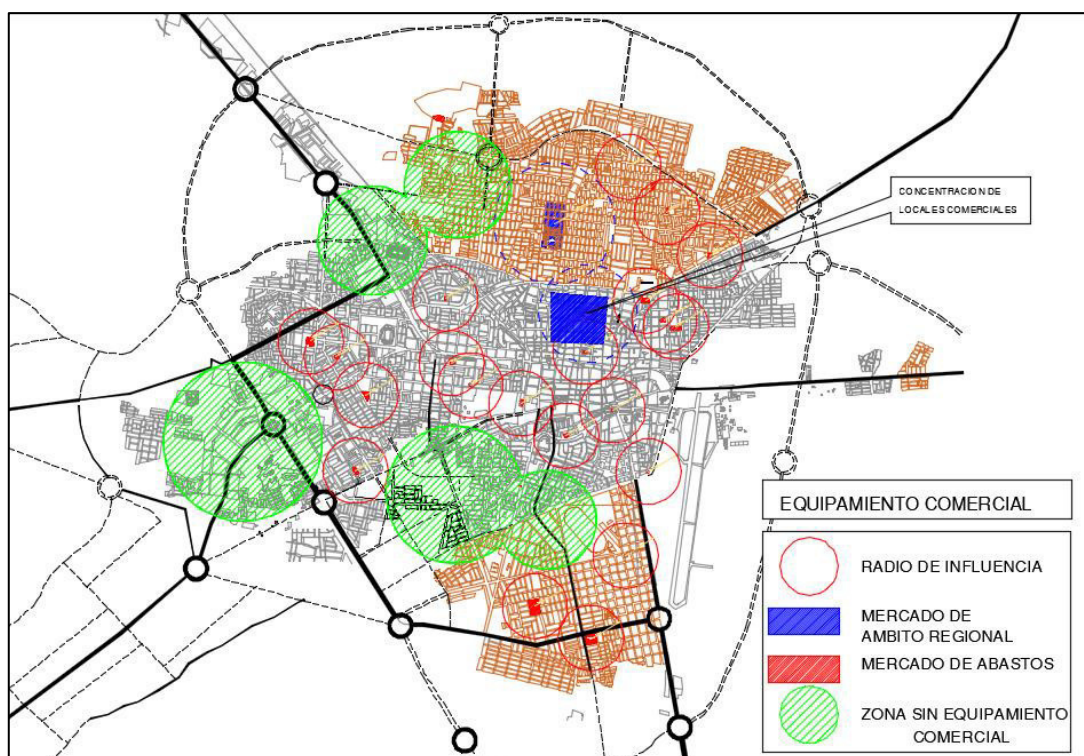 CONCENTRACION DE
LOCALES COMERCIALES
EQUIPAMIENTO COMERCIAL
RADIO DE INFLUENCIA
MERCADO DE
AMBITO REGIONAL
MERCADO DE ABASTOS
ZONA SIN EQUIPAMIENTO
COMERCIAL